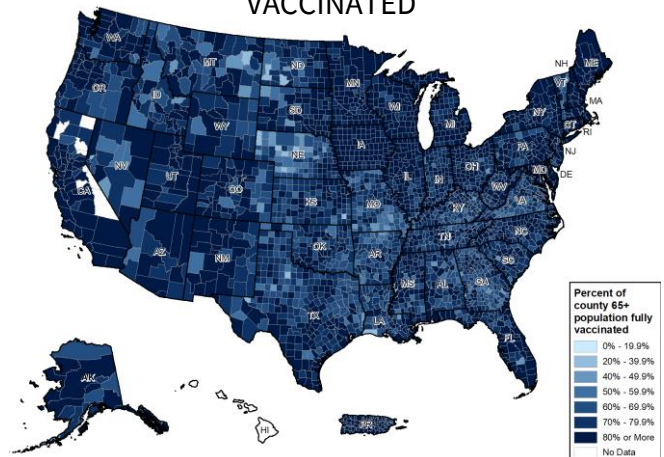 VACCINATED
WA
MT
ND
MN
OR
ID
SD
WI
MI
NY
VT
NH
ME
MA
CT
RI
WY
NE
IA
PA
NJ
NV
UT
CO
IL
IN
OH
MD
DE
CA
KS
MO
KY
WV
VA
AZ
NM
OK
AR
TN
NC
TX
LA
MS
AL
GA
SC
FL
AK
HI
PR
Percent of
county 65+
population fully
vaccinated
0% - 19.9%
20% - 39.9%
40% - 49.9%
50% - 59.9%
60% - 69.9%
70% - 79.9%
80% or More
No Data